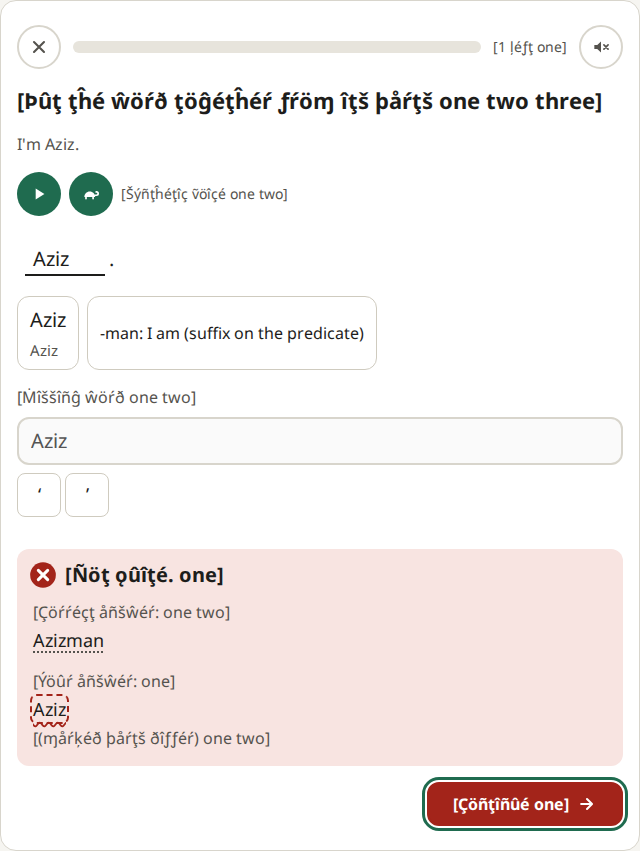 [1 ļéƒţ one]
[Þûţ ţĥé ŵöŕð ţöĝéţĥéŕ ƒŕöɱ îţš þåŕţš one two three]
I'm Aziz.
[Šýñţĥéţîç ṽöîçé one two]
Aziz .
Aziz
Aziz
-man: I am (suffix on the predicate)
[Ṁîššîñĝ ŵöŕð one two]
Aziz
ʻ ʼ
[Ñöţ ǫûîţé. one]
[Çöŕŕéçţ åñšŵéŕ: one two]
Azizman
[Ýöûŕ åñšŵéŕ: one]
Aziz
[(ɱåŕķéð þåŕţš ðîƒƒéŕ) one two]
[Çöñţîñûé one]